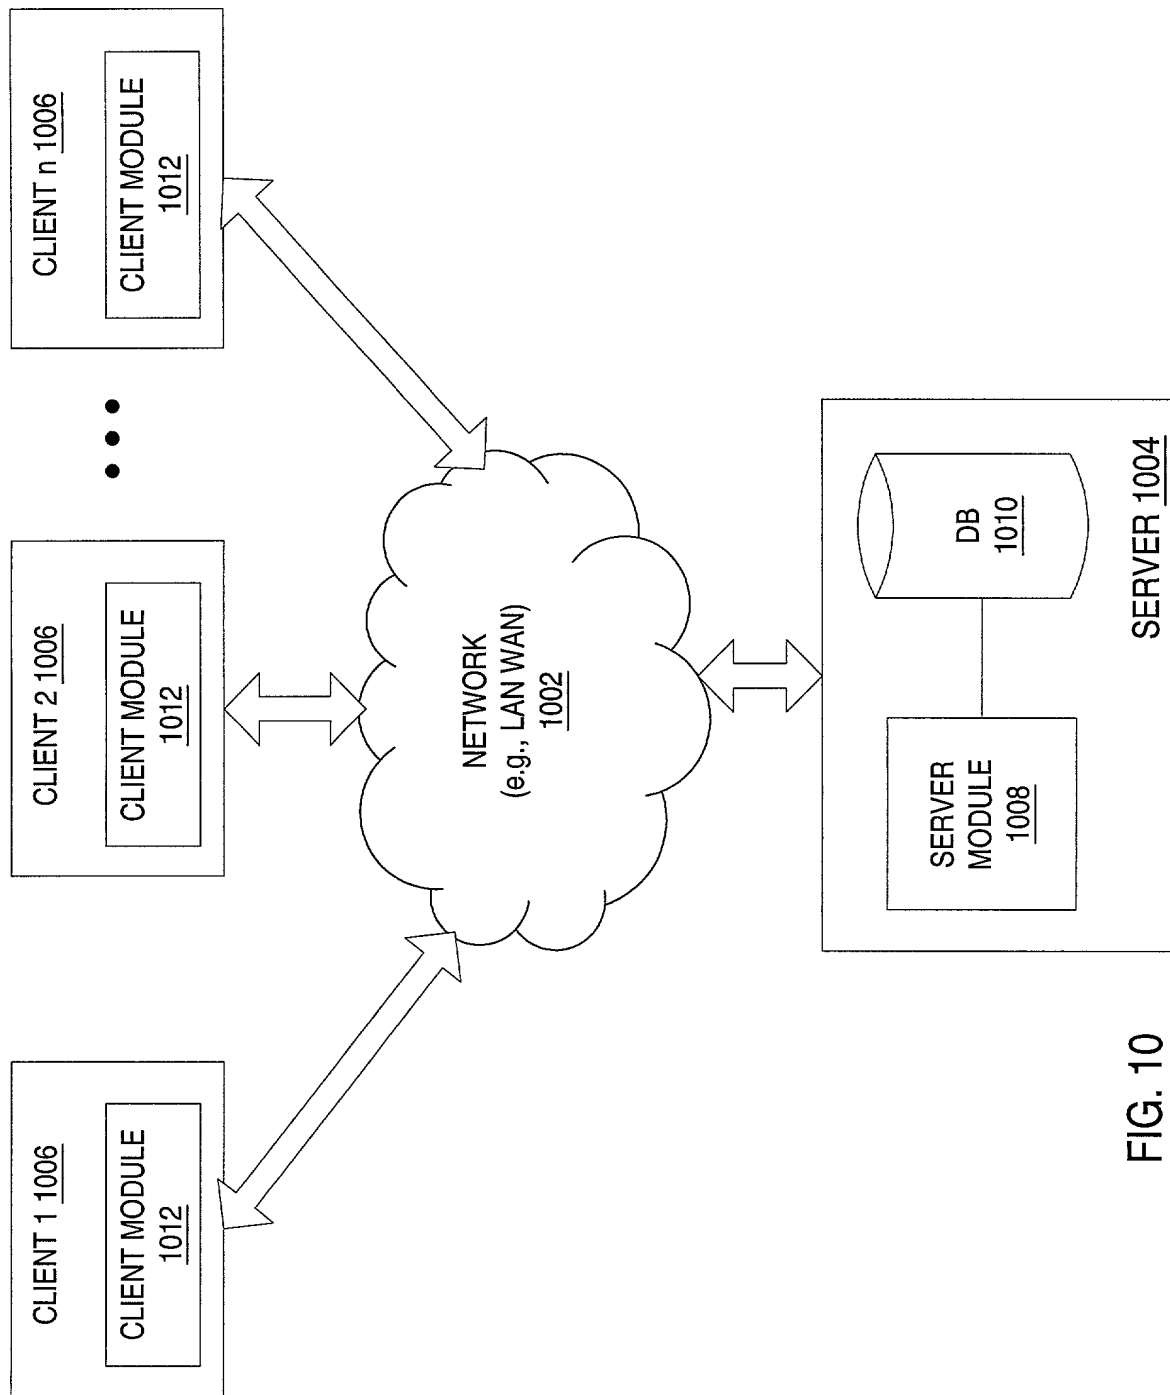 CLIENT 1 1006
CLIENT MODULE
1012
CLIENT 2 1006
CLIENT MODULE
1012
CLIENT n 1006
CLIENT MODULE
1012
NETWORK
(e.g., LAN WAN)
1002
SERVER
MODULE
1008
DB
1010
SERVER 1004
FIG. 10